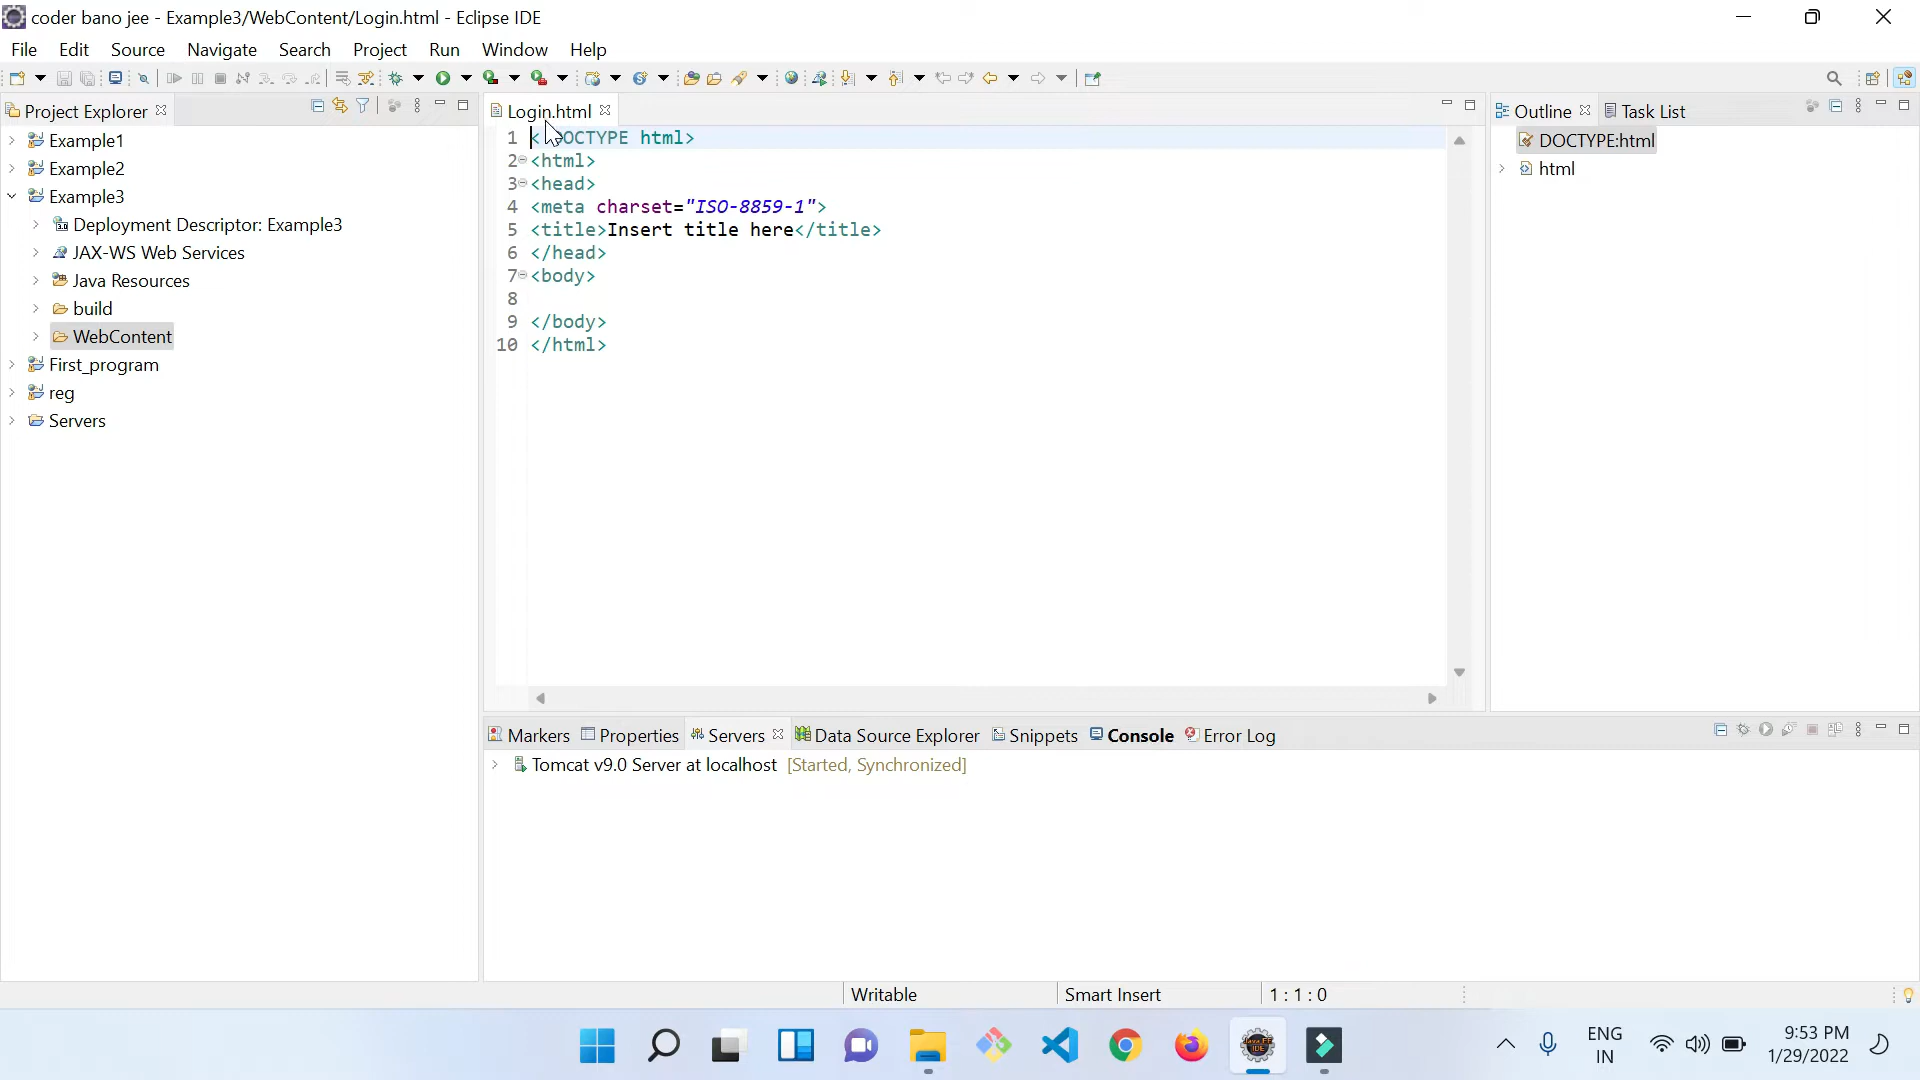 coder bano jee - Example3/WebContent/Login.html - Eclipse IDE
File Edit Source Navigate Search Project Run Window Help
Project Explorer
Example1
Example2
Example3
Deployment Descriptor: Example3
JAX-WS Web Services
Java Resources
build
WebContent
First_program
reg
Servers
Login.html
1 <!DOCTYPE html>
2 <html>
3 <head>
4 <meta charset="ISO-8859-1">
5 <title>Insert title here</title>
6 </head>
7 <body>
8
9 </body>
10 </html>
Outline Task List
DOCTYPE:html
html
Markers Properties Servers Data Source Explorer Snippets Console Error Log
Tomcat v9.0 Server at localhost [Started, Synchronized]
Writable Smart Insert 1 : 1 : 0
ENG
IN
9:53 PM
1/29/2022